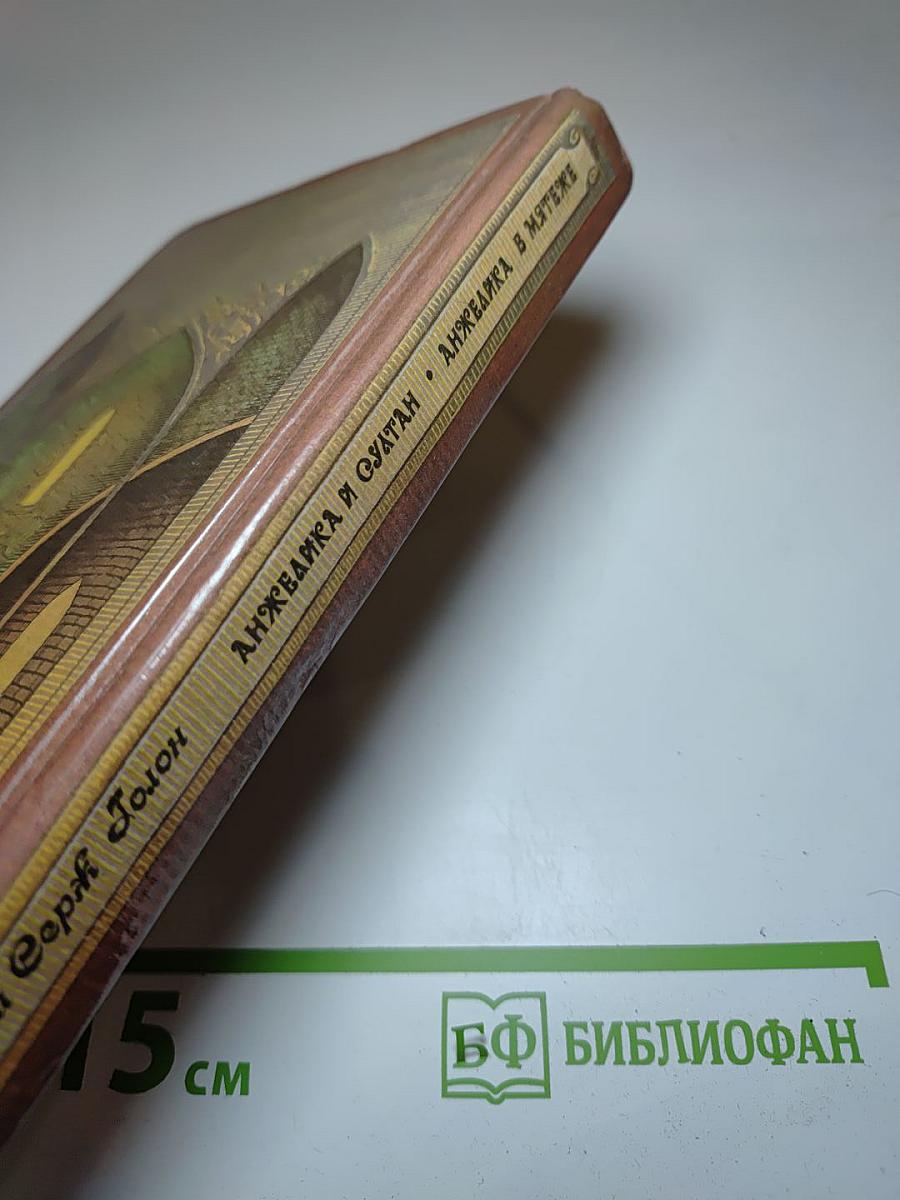 и Серж Голон АНЖЕЛИКА И СУЛТАН • АНЖЕЛИКА В МЯТЕЖЕ
15 см
БФ БИБЛИОФАН